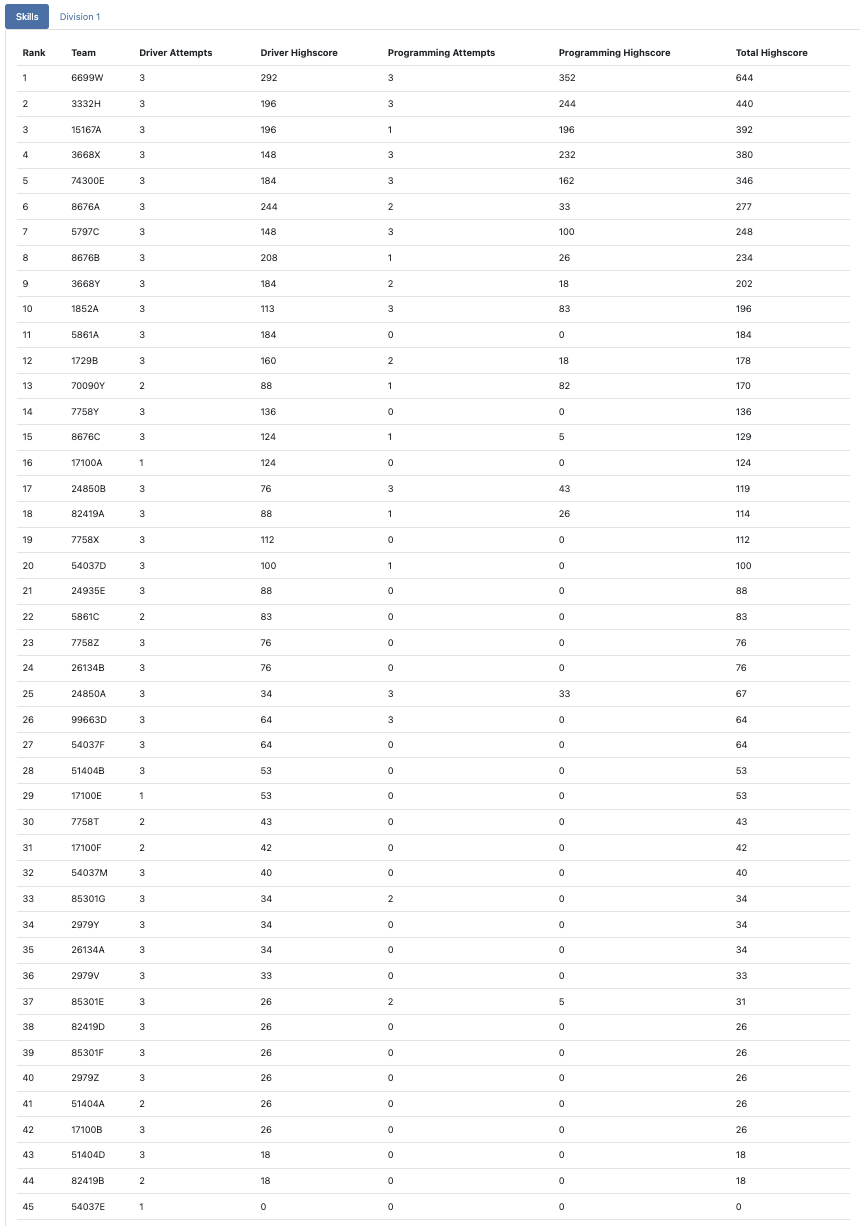 Skills Division 1
Rank Team Driver Attempts Driver Highscore Programming Attempts Programming Highscore Total Highscore
1 6699W 3 292 3 352 644
2 3332H 3 196 3 244 440
3 15167A 3 196 1 196 392
4 3668X 3 148 3 232 380
5 74300E 3 184 3 162 346
6 8676A 3 244 2 33 277
7 5797C 3 148 3 100 248
8 8676B 3 208 1 26 234
9 3668Y 3 184 2 18 202
10 1852A 3 113 3 83 196
11 5861A 3 184 0 0 184
12 1729B 3 160 2 18 178
13 70090Y 2 88 1 82 170
14 7758Y 3 136 0 0 136
15 8676C 3 124 1 5 129
16 17100A 1 124 0 0 124
17 24850B 3 76 3 43 119
18 82419A 3 88 1 26 114
19 7758X 3 112 0 0 112
20 54037D 3 100 1 0 100
21 24935E 3 88 0 0 88
22 5861C 2 83 0 0 83
23 7758Z 3 76 0 0 76
24 26134B 3 76 0 0 76
25 24850A 3 34 3 33 67
26 99663D 3 64 3 0 64
27 54037F 3 64 0 0 64
28 51404B 3 53 0 0 53
29 17100E 1 53 0 0 53
30 7758T 2 43 0 0 43
31 17100F 2 42 0 0 42
32 54037M 3 40 0 0 40
33 85301G 3 34 2 0 34
34 2979Y 3 34 0 0 34
35 26134A 3 34 0 0 34
36 2979V 3 33 0 0 33
37 85301E 3 26 2 5 31
38 82419D 3 26 0 0 26
39 85301F 3 26 0 0 26
40 2979Z 3 26 0 0 26
41 51404A 2 26 0 0 26
42 17100B 3 26 0 0 26
43 51404D 3 18 0 0 18
44 82419B 2 18 0 0 18
45 54037E 1 0 0 0 0